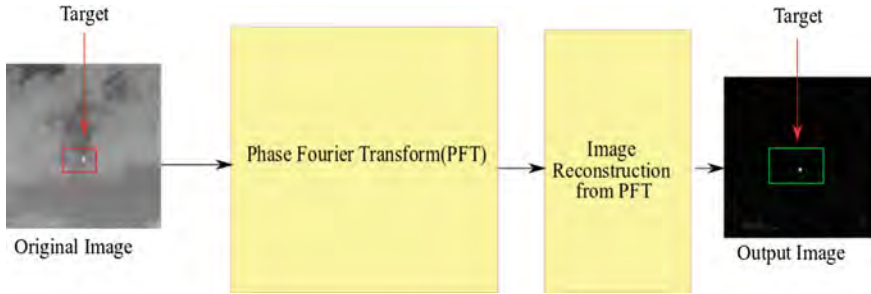 Target
Target
Phase Fourier Transform(PFT)
Image
Reconstruction
from PFT
Original Image
Output Image